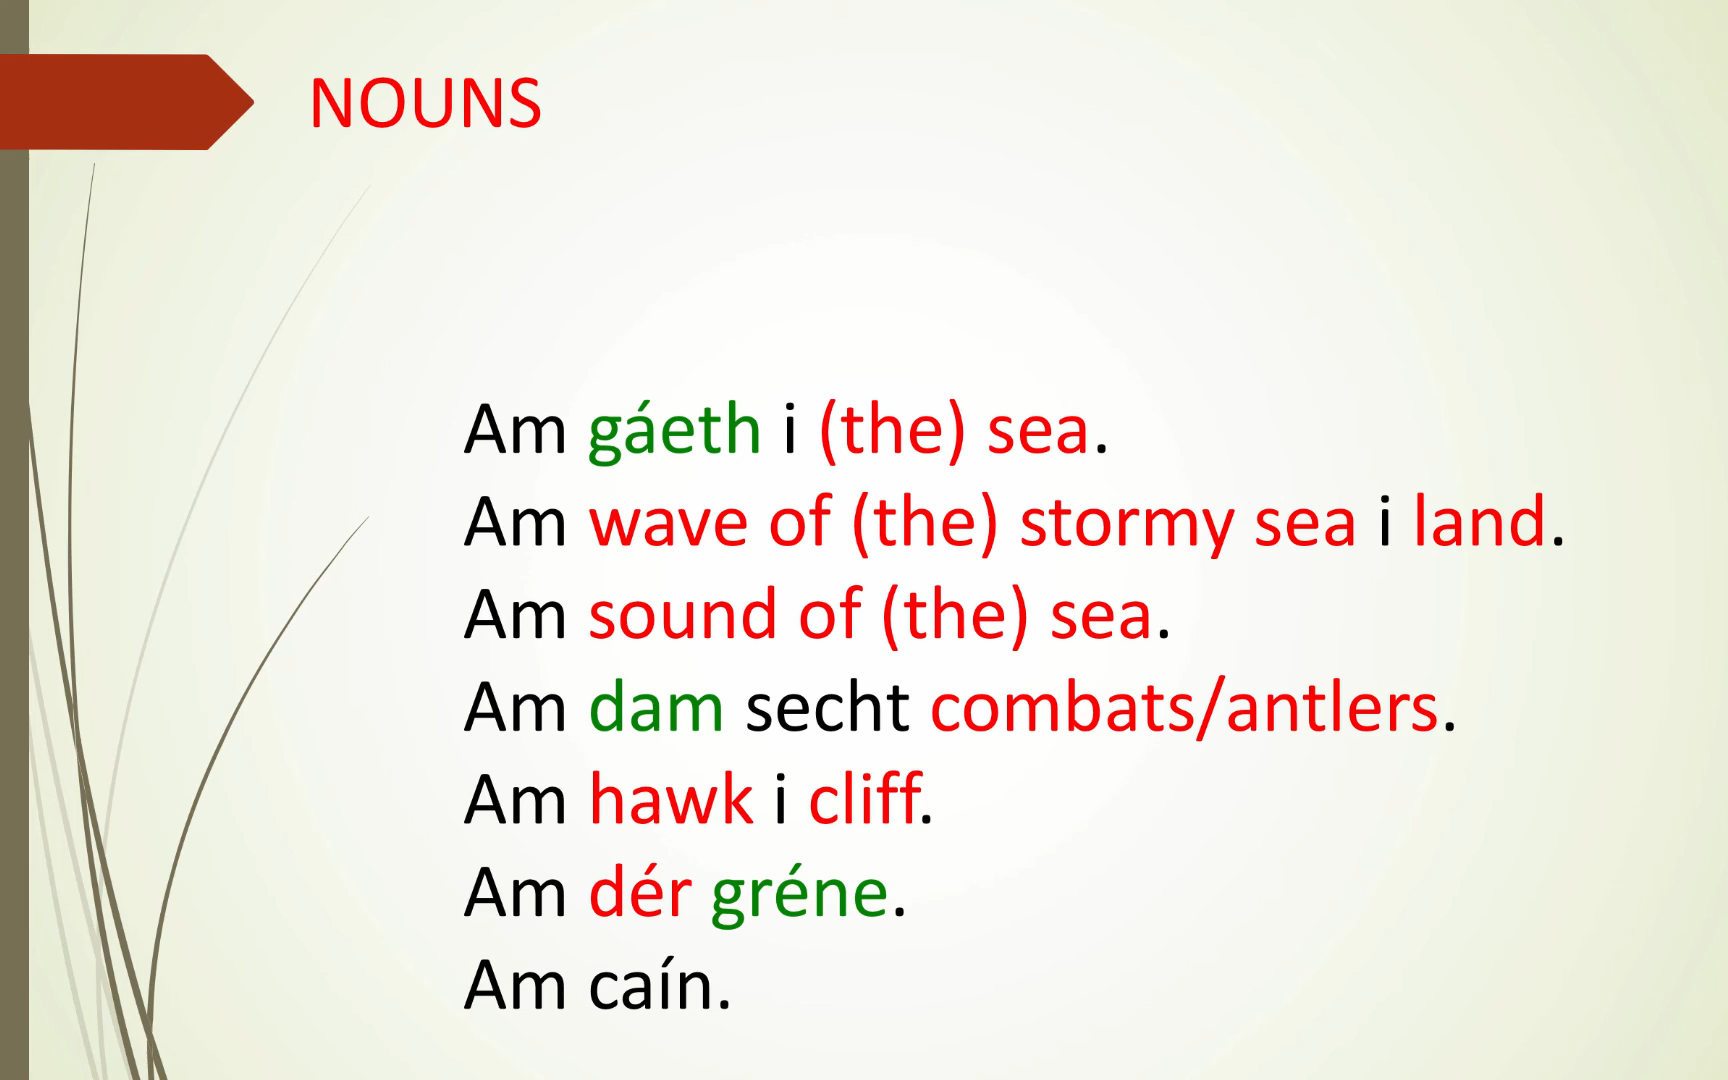 NOUNS
Am gáeth i (the) sea.
Am wave of (the) stormy sea i land.
Am sound of (the) sea.
Am dam secht combats/antlers.
Am hawk i cliff.
Am dér gréne.
Am caín.